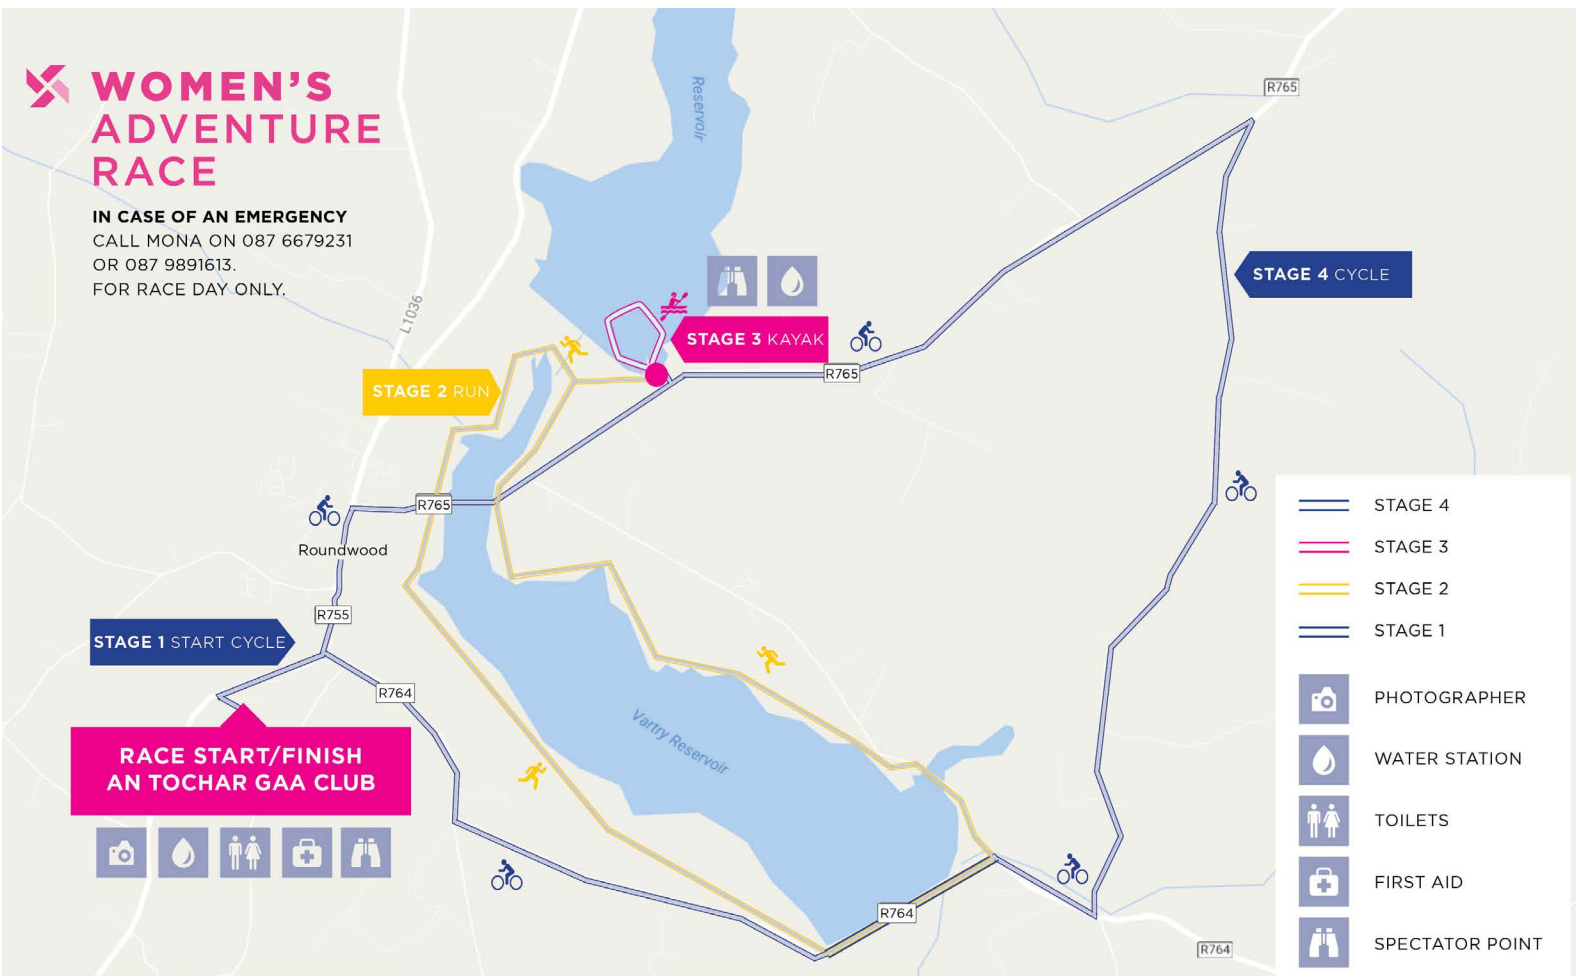 WOMEN'S
ADVENTURE
RACE
IN CASE OF AN EMERGENCY
CALL MONA ON 087 6679231
OR 087 9891613.
FOR RACE DAY ONLY.
Reservoir
R765
L1036
STAGE 4 CYCLE
STAGE 3 KAYAK
R765
STAGE 2 RUN
R765
Roundwood
R755
STAGE 1 START CYCLE
R764
RACE START/FINISH
AN TOCHAR GAA CLUB
Vartry Reservoir
R764
R764
STAGE 4
STAGE 3
STAGE 2
STAGE 1
PHOTOGRAPHER
WATER STATION
TOILETS
FIRST AID
SPECTATOR POINT